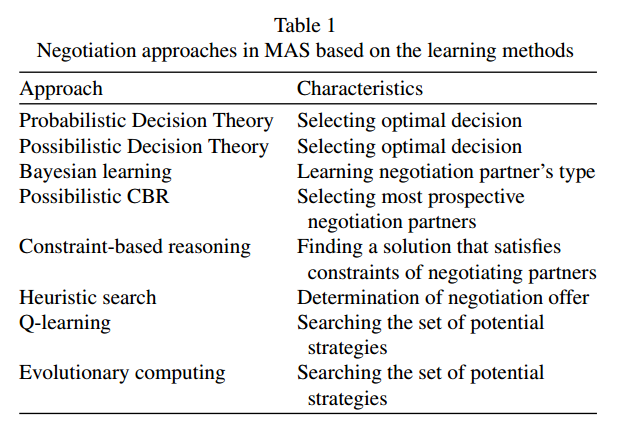 Table 1
Negotiation approaches in MAS based on the learning methods
Approach Characteristics
Probabilistic Decision Theory Selecting optimal decision
Possibilistic Decision Theory Selecting optimal decision
Bayesian learning Learning negotiation partner's type
Possibilistic CBR Selecting most prospective
negotiation partners
Constraint-based reasoning Finding a solution that satisfies
constraints of negotiating partners
Heuristic search Determination of negotiation offer
Q-learning Searching the set of potential
strategies
Evolutionary computing Searching the set of potential
strategies